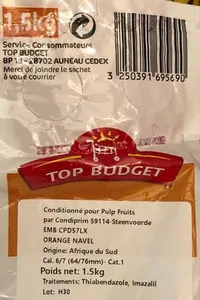 1,5kg
Service Consommateurs
TOP BUDGET
BP 13 - 28702 AUNEAU CEDEX
Merci de joindre le sachet
à votre courrier
3 250391 695690
TOP BUDGET
Conditionné pour Pulp Fruits
par Condiprim 59114-Steenvoorde
EMB CPDS7LX
ORANGE NAVEL
Origine: Afrique du Sud
Cal. 6/7 (64/76mm)- Cat.1
Poids net: 1.5kg
Traitements: Thiabendazole, Imazalil
Lot: H30